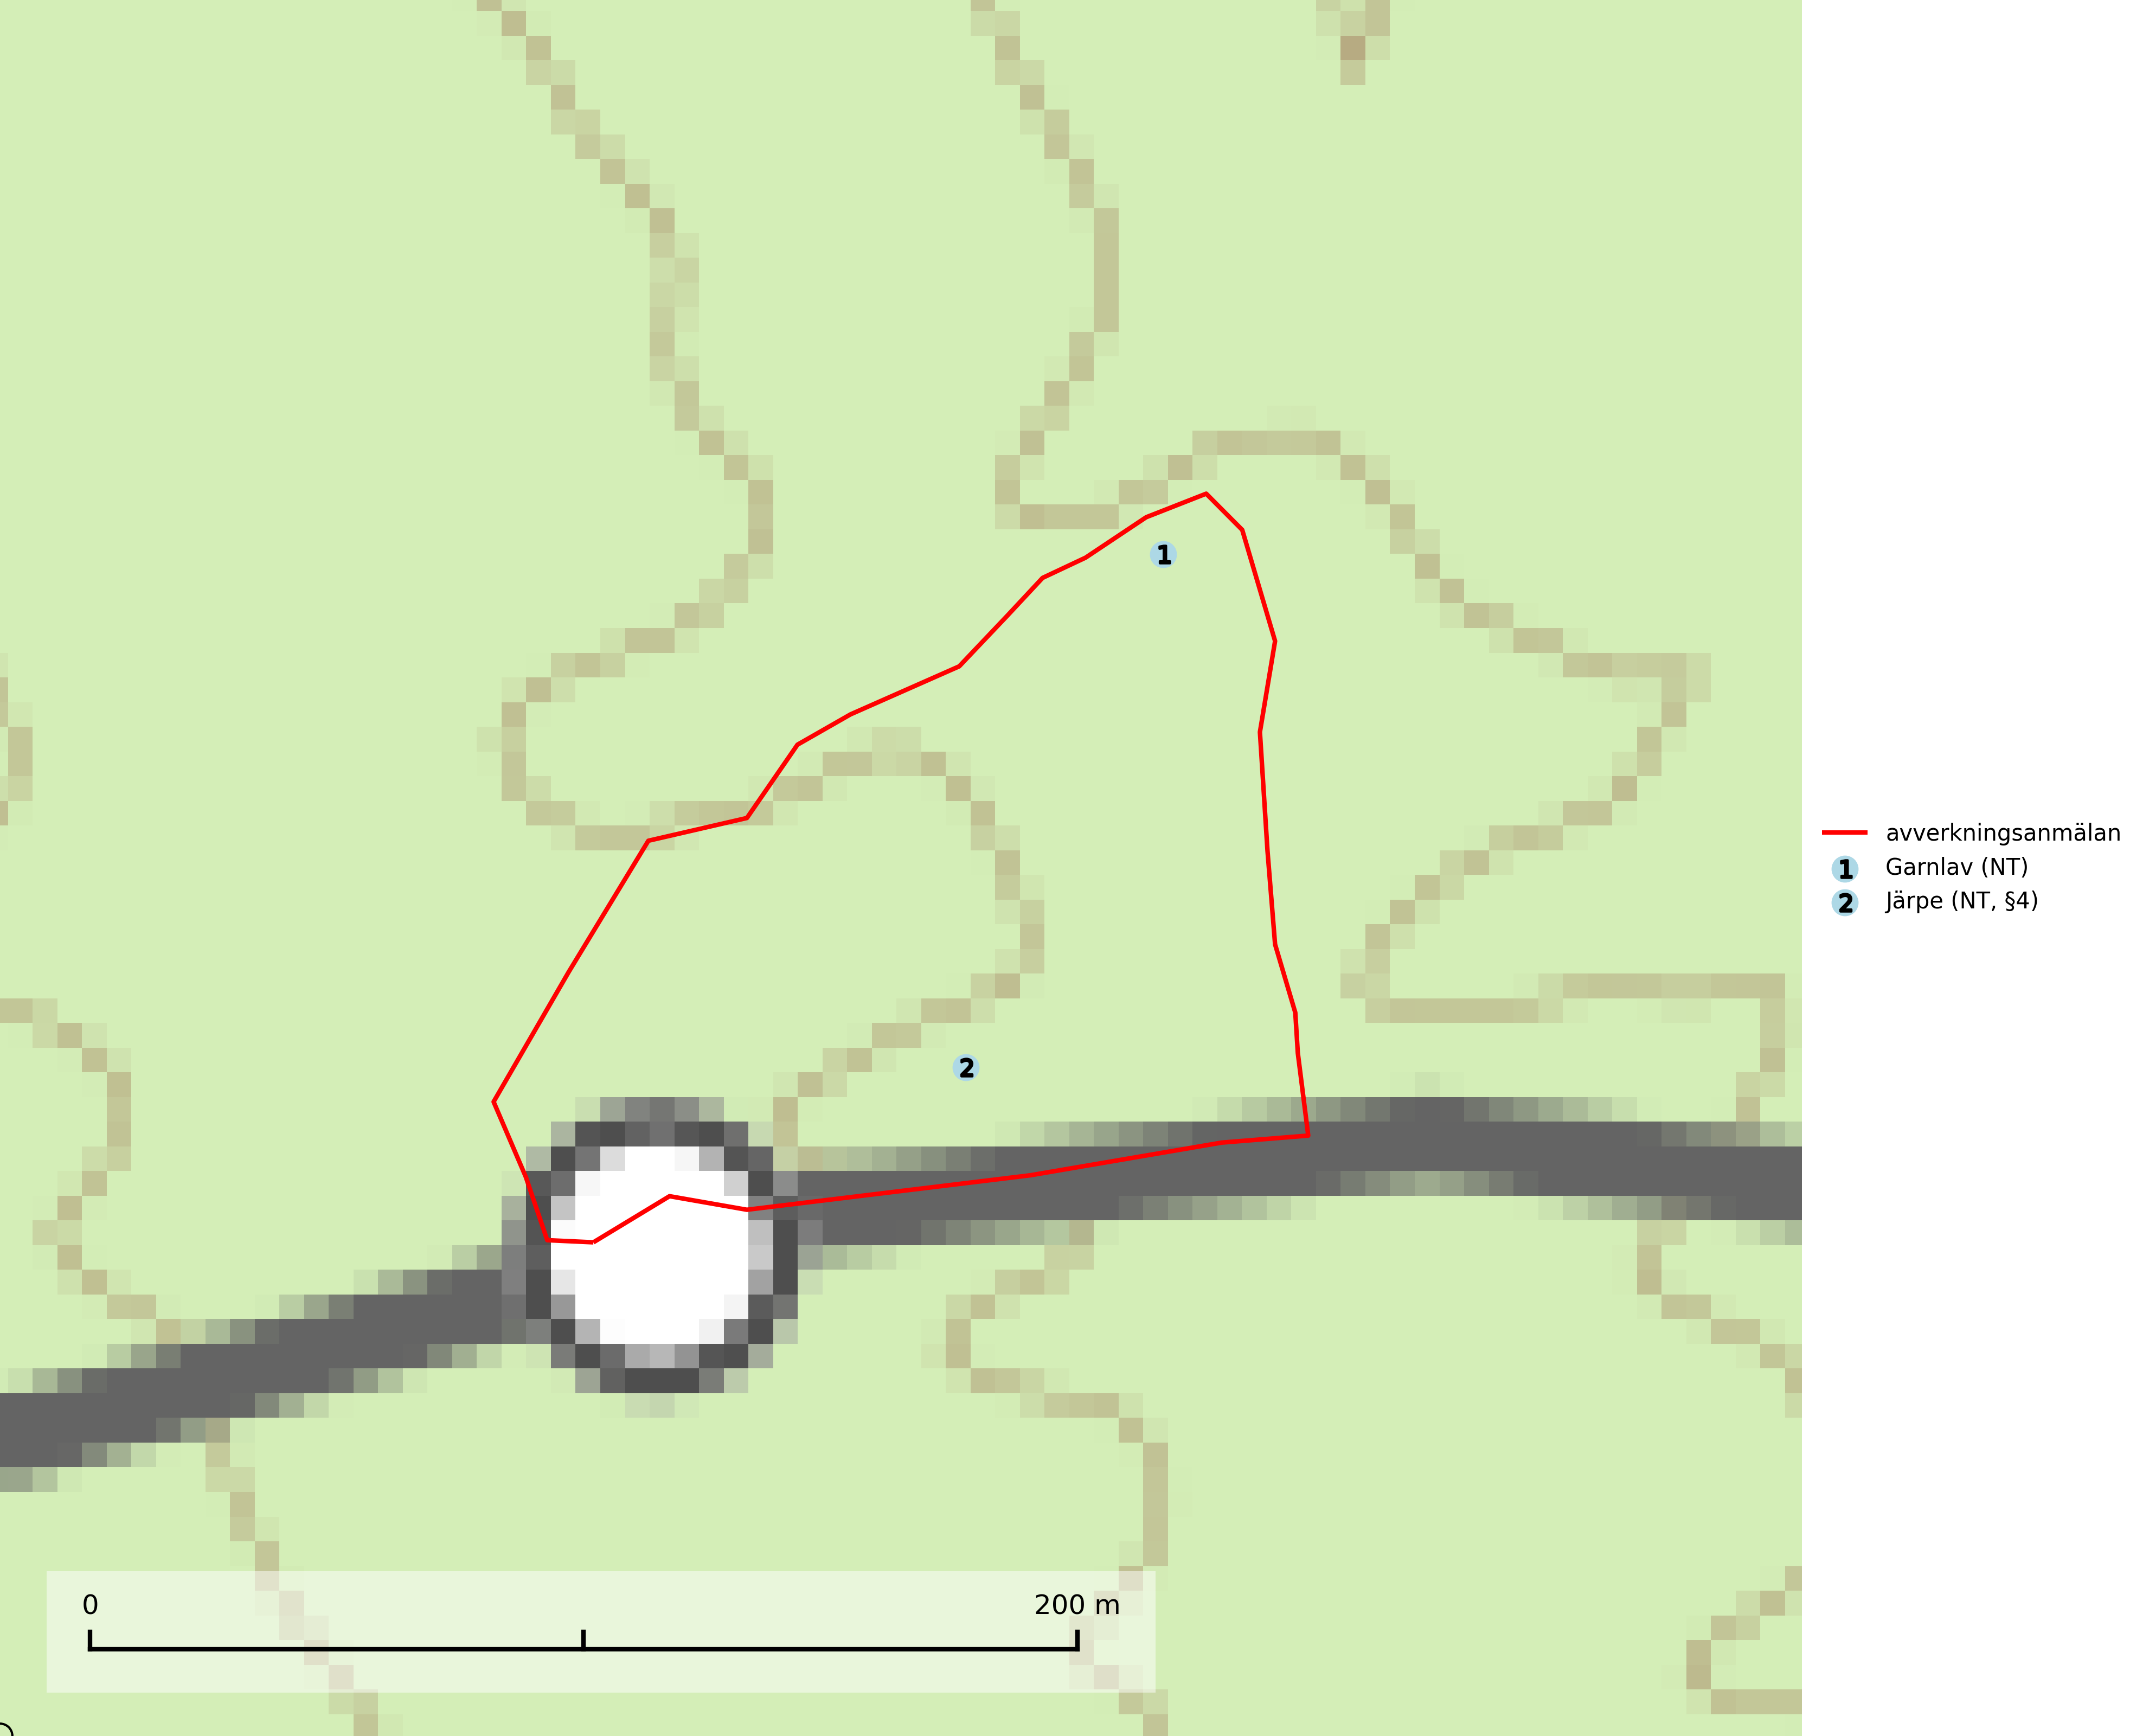 1
2
avverkningsanmälan
1 Garnlav (NT)
2 Järpe (NT, §4)
0 200 m